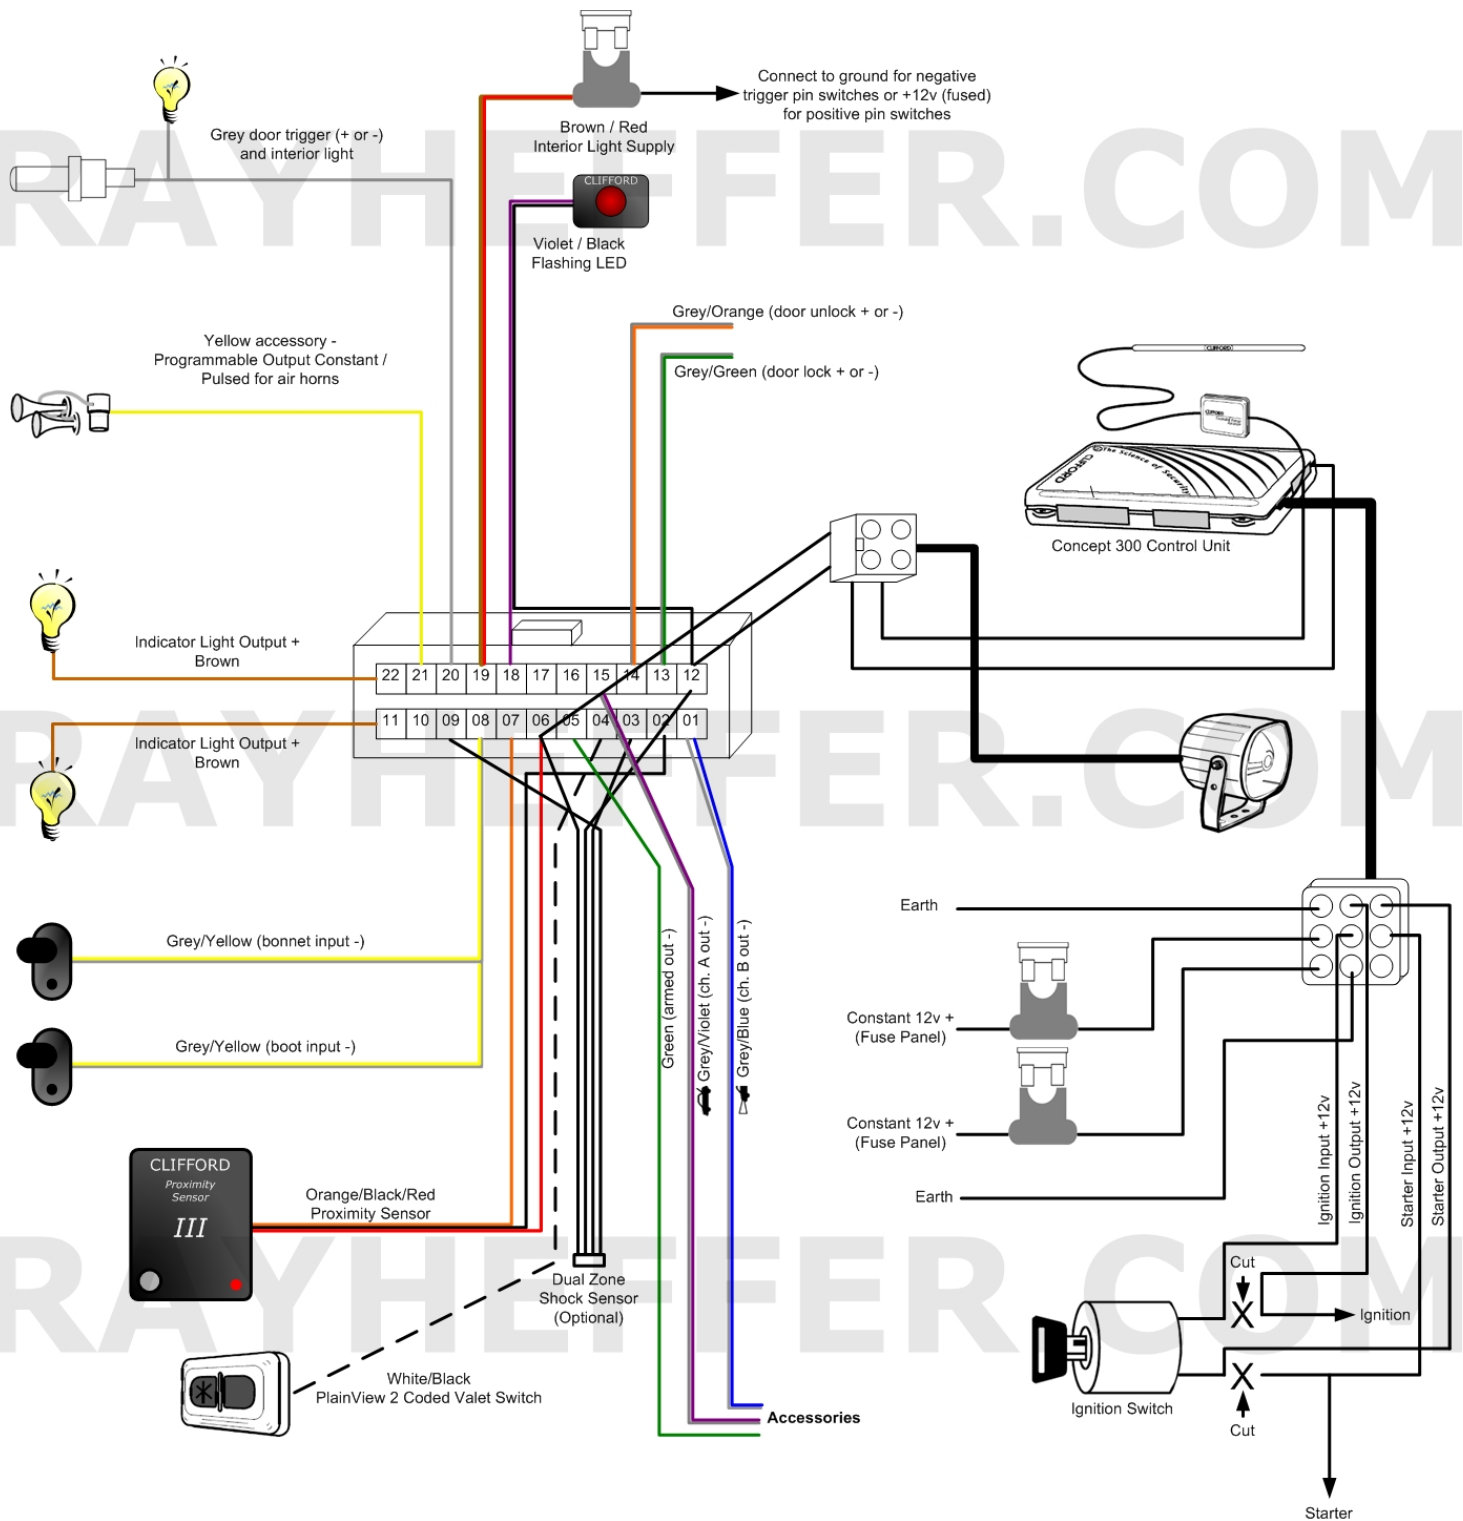 RAYHEFFER.COM
Connect to ground for negative
trigger pin switches or +12v (fused)
for positive pin switches
Brown / Red
Interior Light Supply
Grey door trigger (+ or -)
and interior light
CLIFFORD
Violet / Black
Flashing LED
Grey/Orange (door unlock + or -)
Grey/Green (door lock + or -)
Yellow accessory -
Programmable Output Constant /
Pulsed for air horns
CLIFFORD
CLIFFORD
CLIFFORD
The Science of Security
Concept 300 Control Unit
Indicator Light Output +
Brown
22 21 20 19 18 17 16 15 14 13 12
11 10 09 08 07 06 05 04 03 02 01
RAYHEFFER.COM
Indicator Light Output +
Brown
Grey/Yellow (bonnet input -)
Grey/Yellow (boot input -)
Green (armed out -)
Grey/Violet (ch. A out -)
Grey/Blue (ch. B out -)
Earth
Constant 12v +
(Fuse Panel)
Constant 12v +
(Fuse Panel)
Earth
Ignition Input +12v
Ignition Output +12v
Starter Input +12v
Starter Output +12v
CLIFFORD
Proximity
Sensor
III
Orange/Black/Red
Proximity Sensor
RAYHEFFER.COM
Dual Zone
Shock Sensor
(Optional)
White/Black
PlainView 2 Coded Valet Switch
Accessories
Cut
X
Ignition
X
Cut
Ignition Switch
Starter